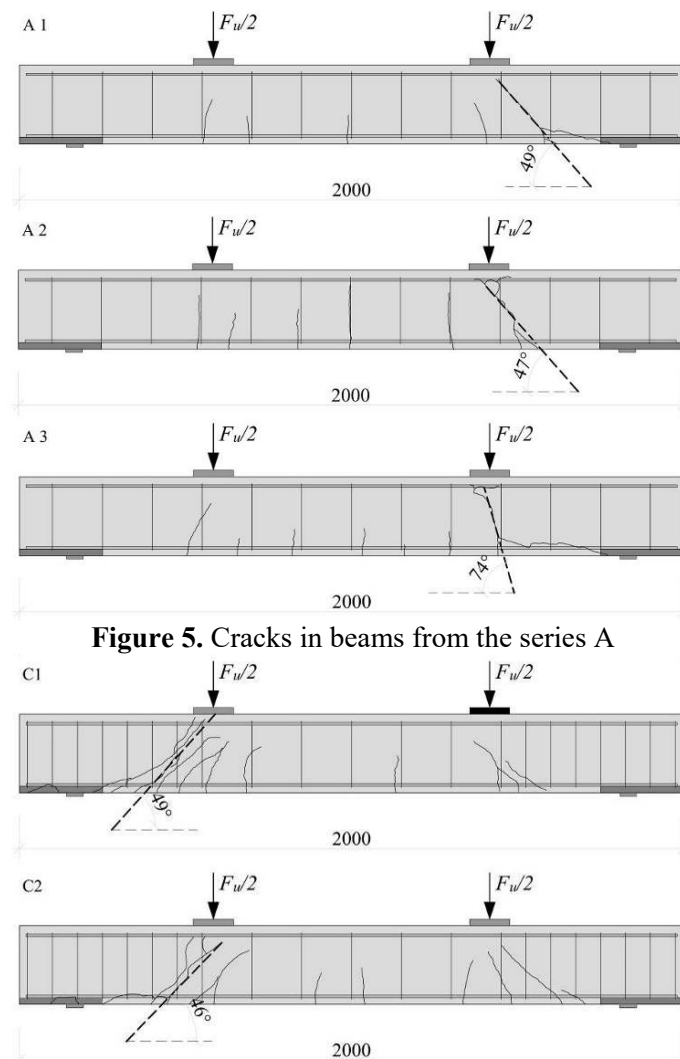 A 1
Fu/2 Fu/2
49°
2000
A 2
Fu/2 Fu/2
47°
2000
A 3
Fu/2 Fu/2
74°
2000
Figure 5. Cracks in beams from the series A
C1
Fu/2 Fu/2
49°
2000
C2
Fu/2 Fu/2
46°
2000